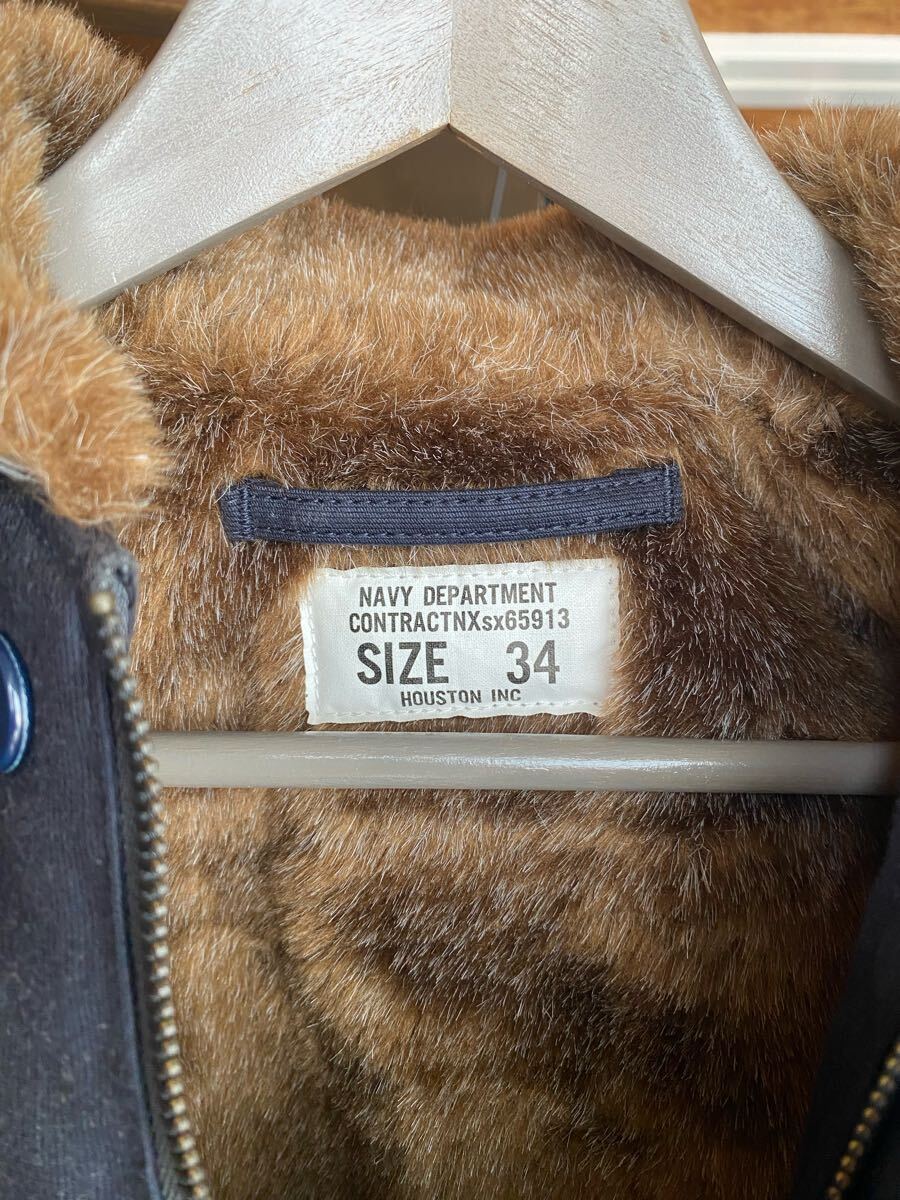 NAVY DEPARTMENT
CONTRACTNXsx65913
SIZE 34
HOUSTON INC